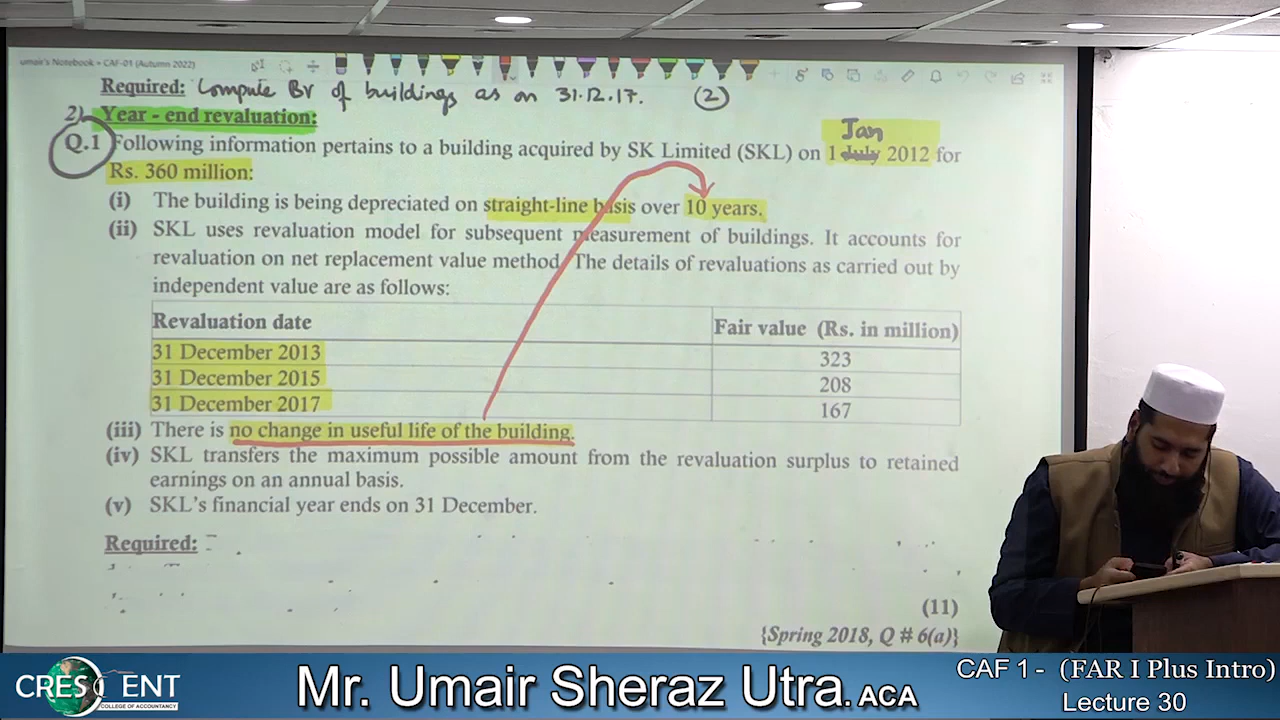 umair's Notebook » CAF-01 (Autumn 2022)
Required: Compute BV of buildings as on 31.12.17. (2)
2) Year - end revaluation:
Q.1 Following information pertains to a building acquired by SK Limited (SKL) on 1 July Jan 2012 for
Rs. 360 million:
(i) The building is being depreciated on straight-line basis over 10 years.
(ii) SKL uses revaluation model for subsequent measurement of buildings. It accounts for
revaluation on net replacement value method. The details of revaluations as carried out by
independent value are as follows:
Revaluation date Fair value (Rs. in million)
31 December 2013 323
31 December 2015 208
31 December 2017 167
(iii) There is no change in useful life of the building.
(iv) SKL transfers the maximum possible amount from the revaluation surplus to retained
earnings on an annual basis.
(v) SKL's financial year ends on 31 December.
Required:
(11)
{Spring 2018, Q # 6(a)}
CRESCENT
COLLEGE OF ACCOUNTANCY
Mr. Umair Sheraz Utra. ACA
CAF 1 - (FAR I Plus Intro)
Lecture 30